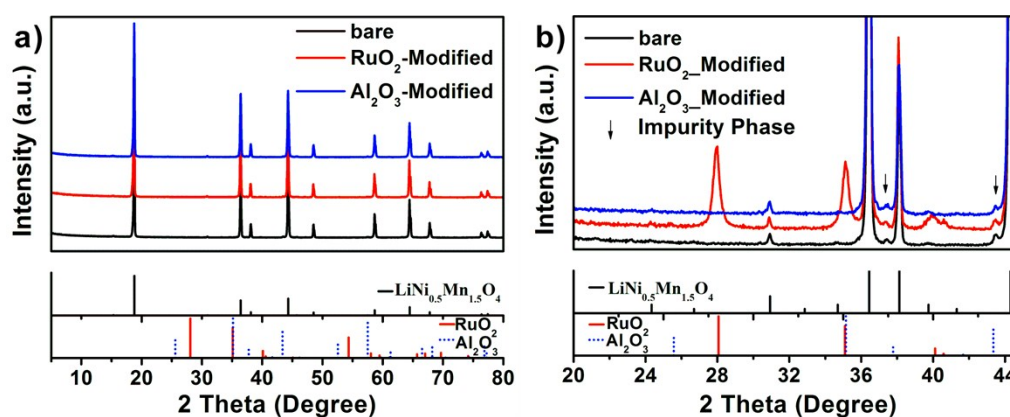 a)
Intensity (a.u.)
bare
RuO₂-Modified
Al₂O₃-Modified
LiNi₀.₅Mn₁.₅O₄
RuO₂
Al₂O₃
10 20 30 40 50 60 70 80
2 Theta (Degree)
b)
Intensity (a.u.)
bare
RuO₂_Modified
Al₂O₃_Modified
Impurity Phase
LiNi₀.₅Mn₁.₅O₄
RuO₂
Al₂O₃
20 24 28 32 36 40 44
2 Theta (Degree)